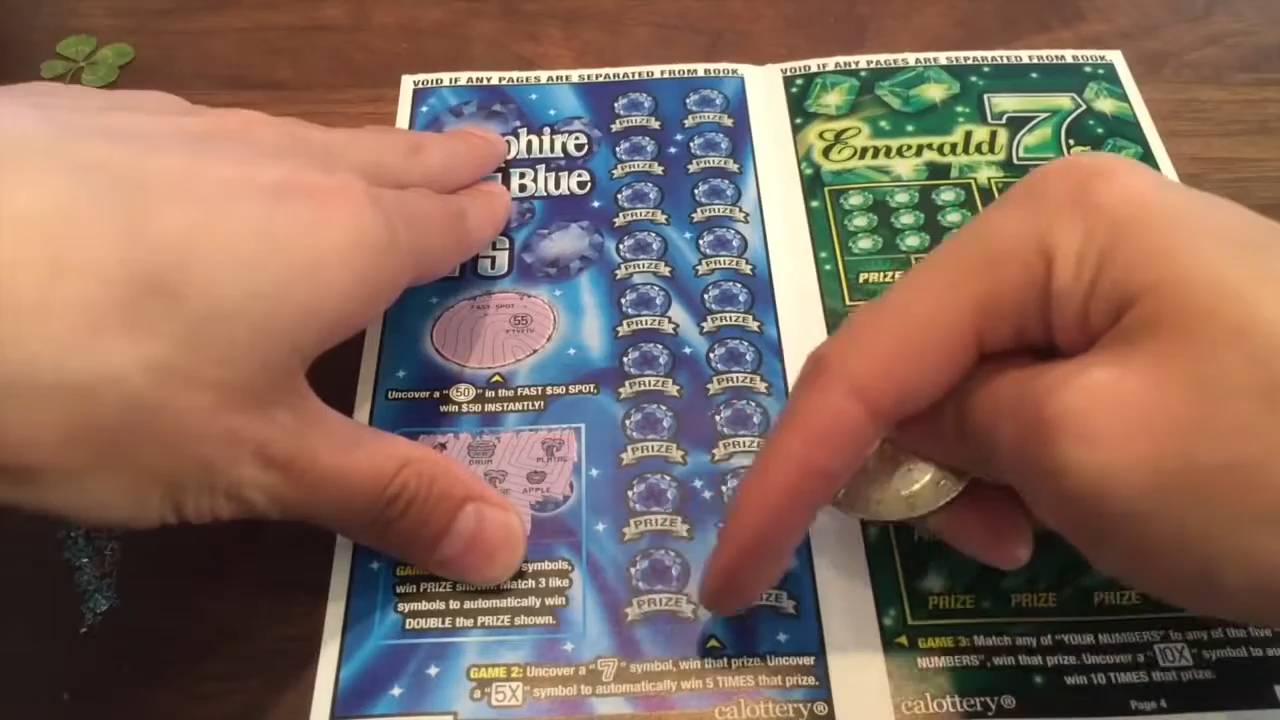 VOID IF ANY PAGES ARE SEPARATED FROM BOOK.
phire
Blue
7'S
FAST SPOT
55
Uncover a "50" in the FAST $50 SPOT,
win $50 INSTANTLY!
DRUM
APPLE
symbols,
win PRIZE shown. Match 3 like
symbols to automatically win
DOUBLE the PRIZE shown.
PRIZE PRIZE
PRIZE PRIZE
PRIZE PRIZE
PRIZE PRIZE
PRIZE PRIZE
PRIZE PRIZE
PRIZE PRIZE
PRIZE
PRIZE
GAME 2: Uncover a "7" symbol, win that prize. Uncover
a "5X" symbol to automatically win 5 TIMES that prize.
calottery®
VOID IF ANY PAGES ARE SEPARATED FROM BOOK.
Emerald 7's
PRIZE
PRIZE PRIZE PRIZE
GAME 3: Match any of "YOUR NUMBERS" to any of the five
NUMBERS", win that prize. Uncover a "10X" symbol to
win 10 TIMES that prize.
calottery®
Page 4